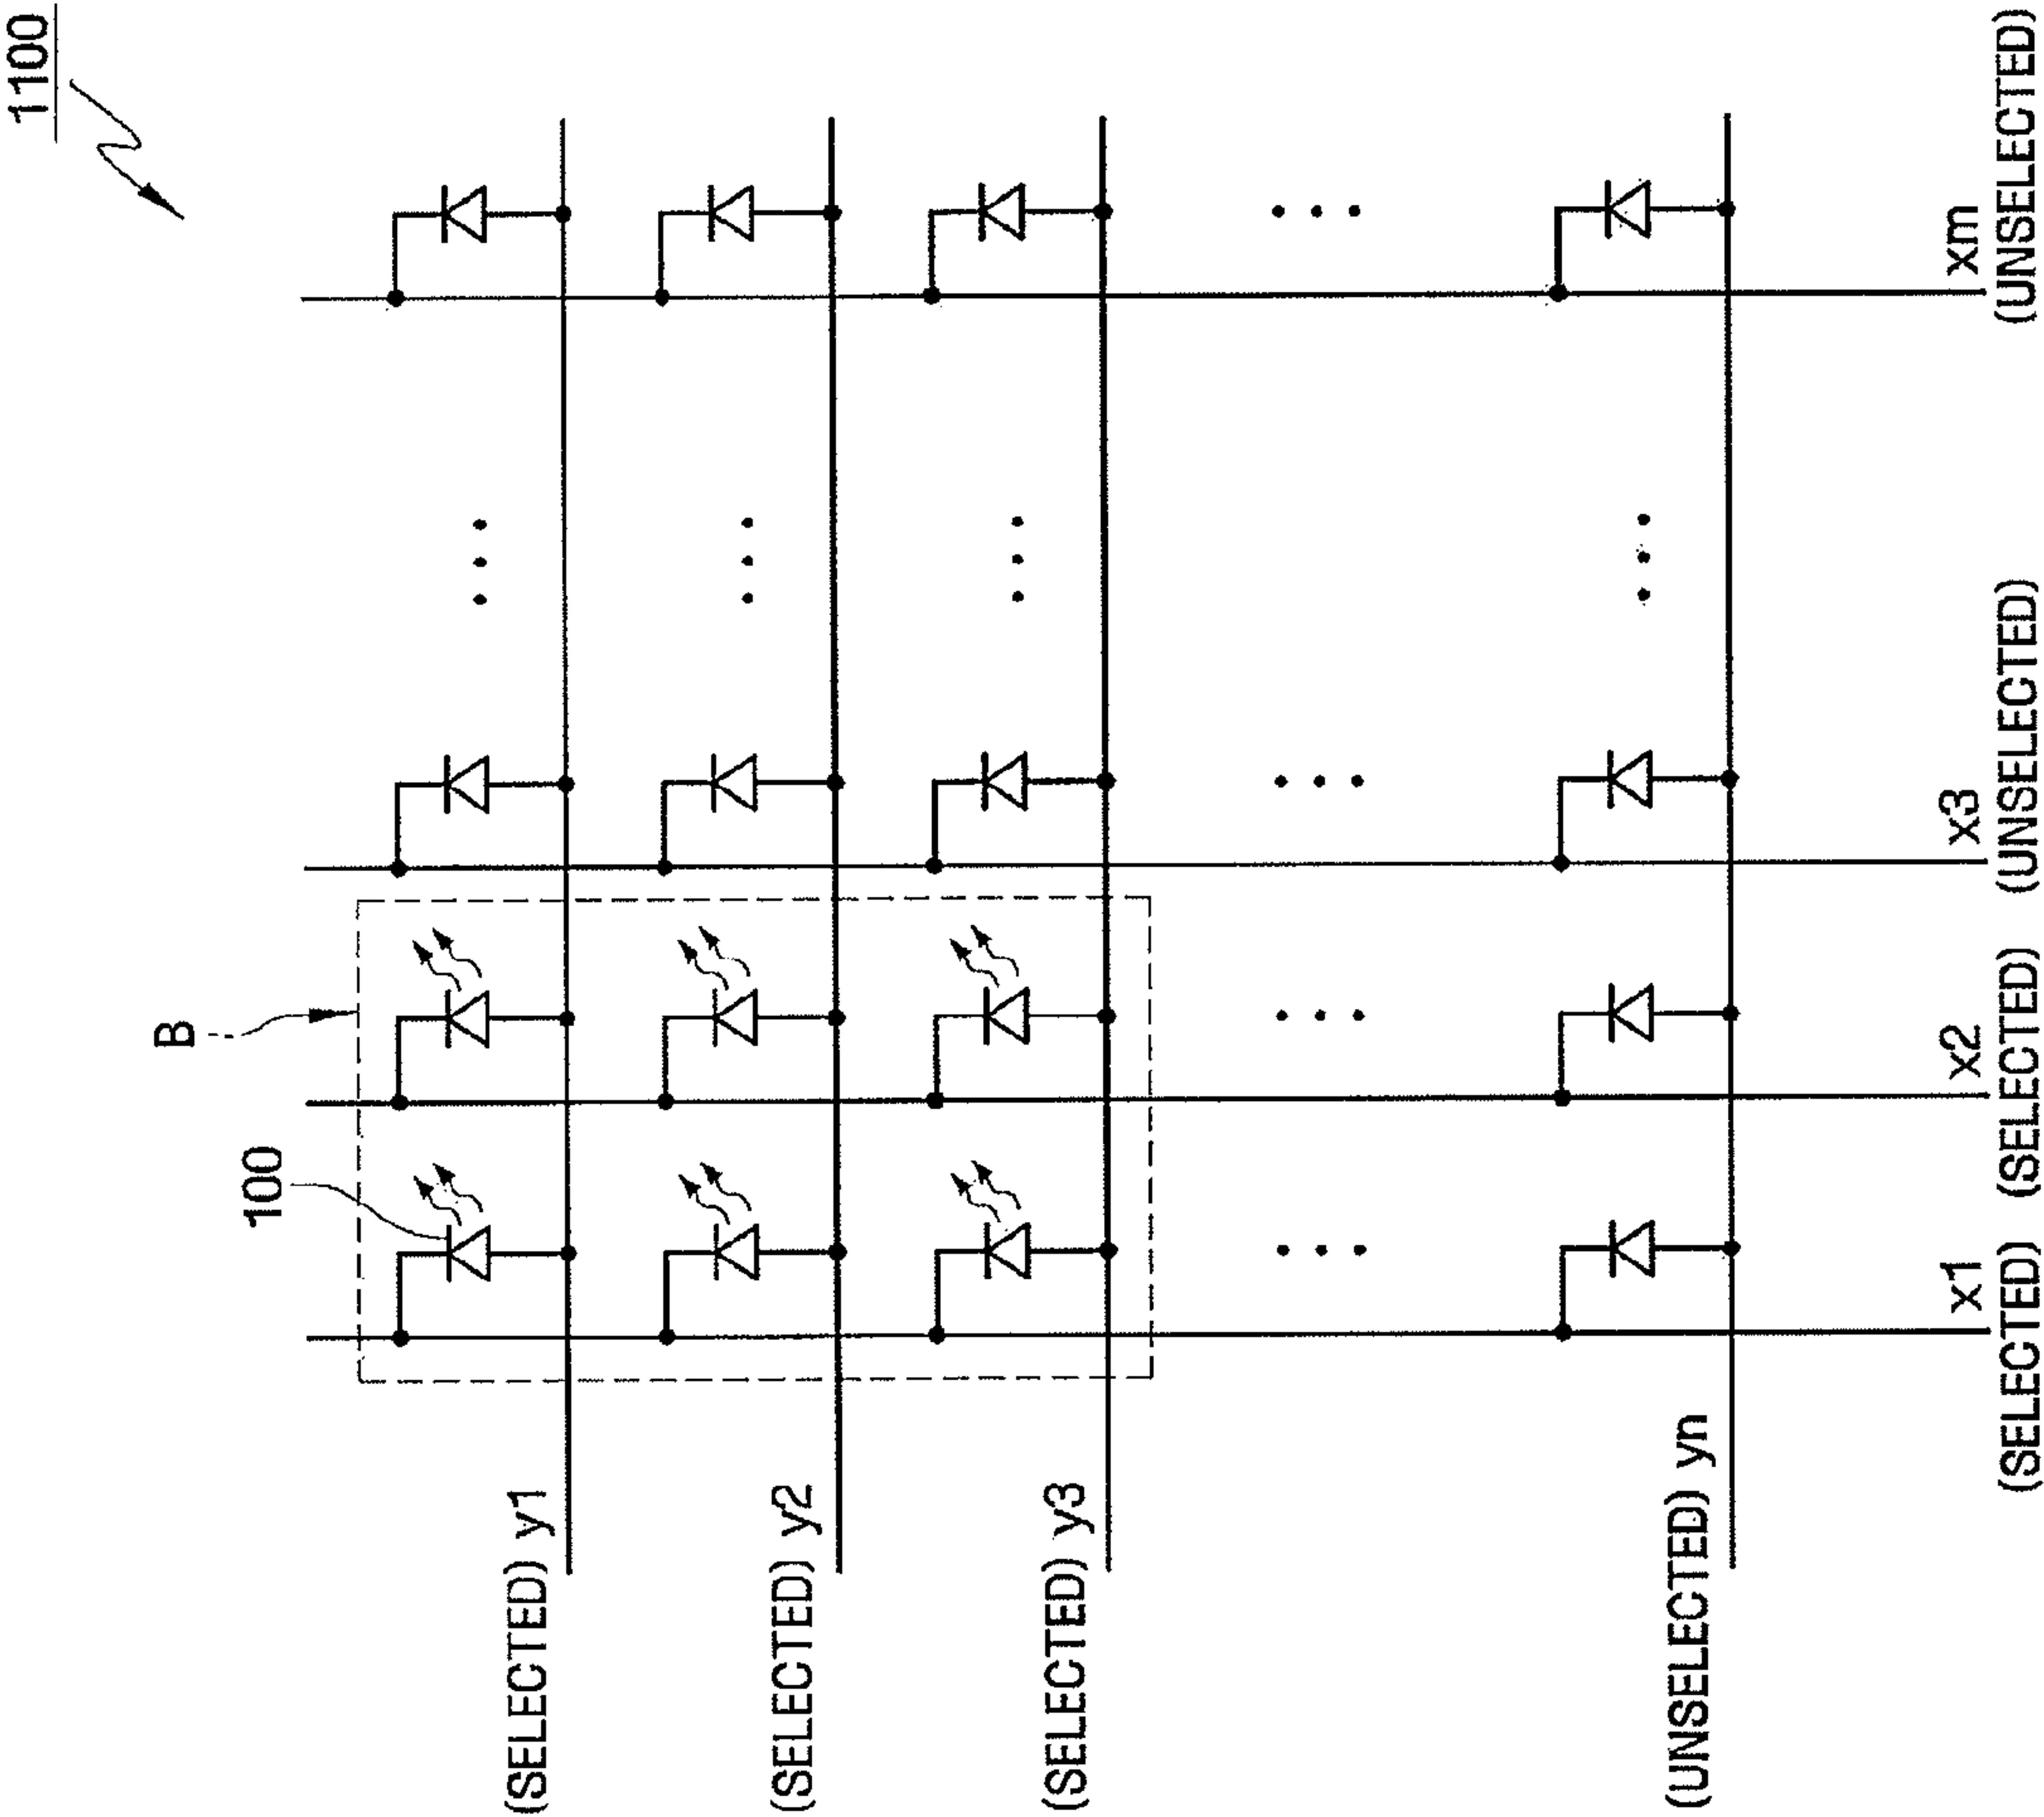 1100
B
100
(SELECTED) y1
(SELECTED) y2
(SELECTED) y3
(UNSELECTED) yn
x1
(SELECTED)
x2
(SELECTED)
x3
(UNSELECTED)
xm
(UNSELECTED)